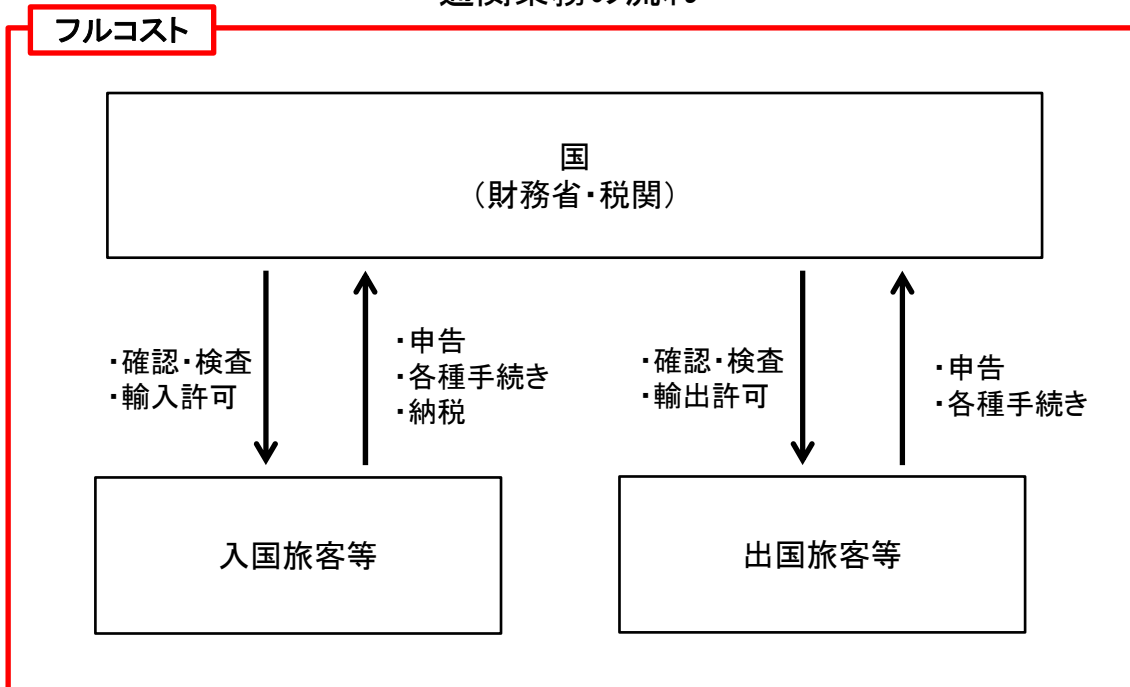 フルコスト
国
（財務省・税関）
・確認・検査
・輸入許可
・申告
・各種手続き
・納税
・確認・検査
・輸出許可
・申告
・各種手続き
入国旅客等
出国旅客等